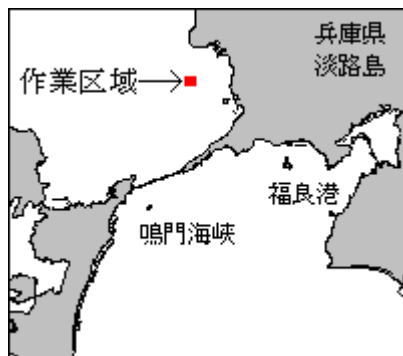 兵庫県
淡路島
作業区域
福良港
鳴門海峡